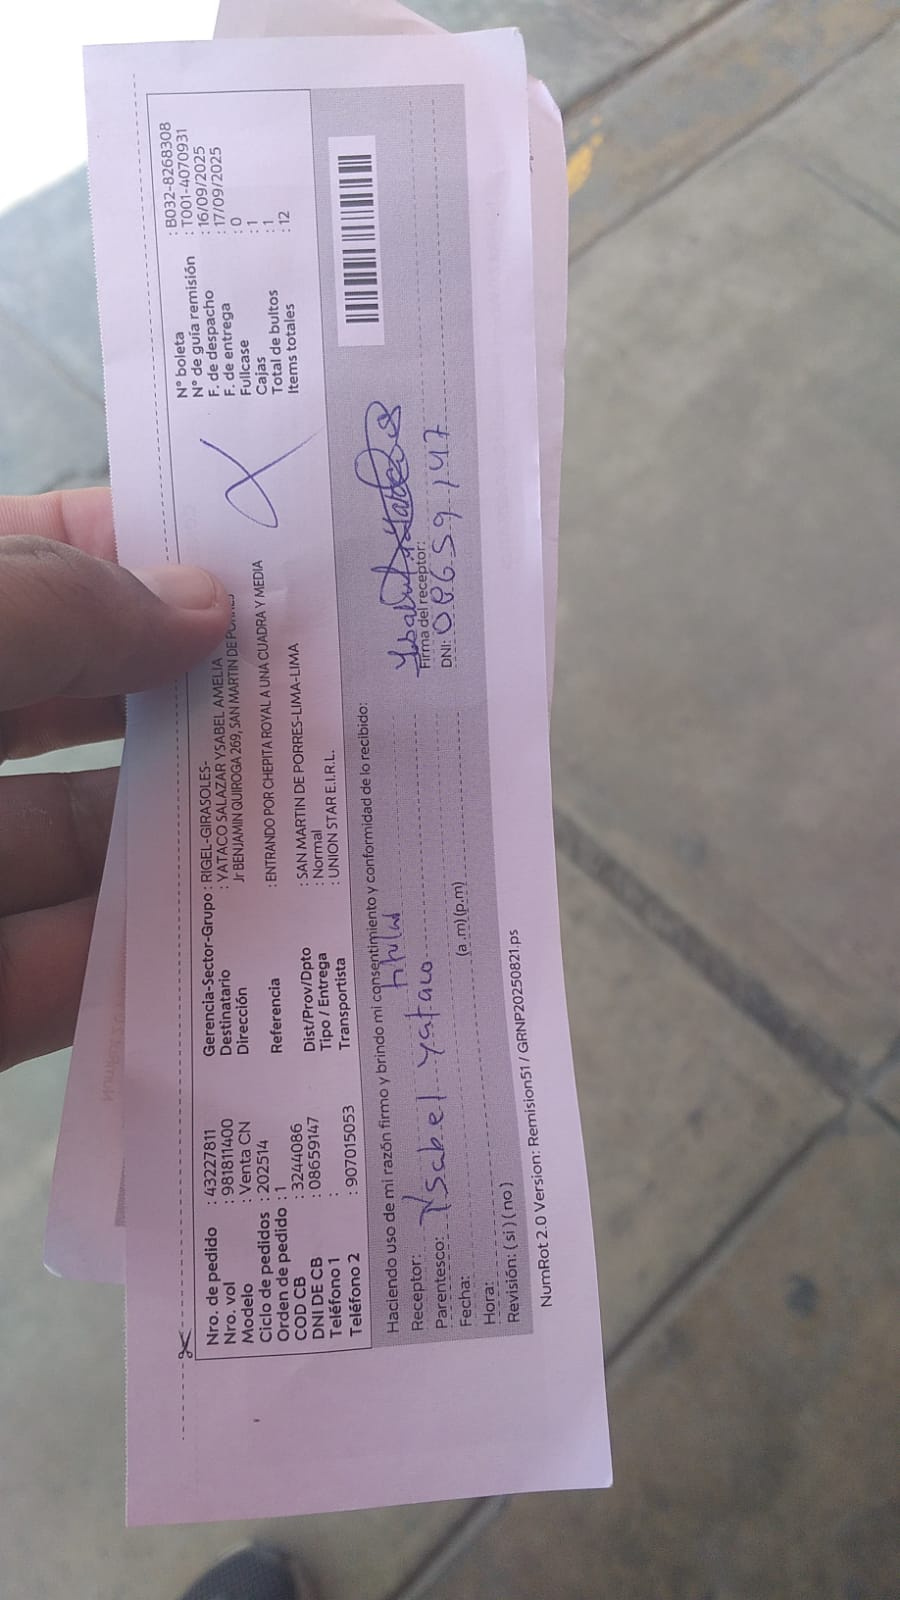 Nro. de pedido : 43227811
Nro. vol : 981811400
Modelo : Venta CN
Ciclo de pedidos : 202514
Orden de pedido : 1
COD CB : 3244086
DNI DE CB : 08659147
Teléfono 1 :
Teléfono 2 : 907015053
Gerencia-Sector-Grupo : RIGEL-GIRASOLES-
Destinatario : YATACO SALAZAR YSABEL AMELIA
Dirección Jr BENJAMIN QUIROGA 269, SAN MARTIN DE
Referencia : ENTRANDO POR CHEPITA ROYAL A UNA CUADRA Y MEDIA
Dist/Prov/Dpto : SAN MARTIN DE PORRES-LIMA-LIMA
Tipo / Entrega : Normal
Transportista : UNION STAR E.I.R.L.
N° boleta : B032-8268308
N° de guía remisión : T001-4070931
F. de despacho : 16/09/2025
F. de entrega : 17/09/2025
Fullcase : 0
Cajas : 1
Total de bultos : 1
Items totales : 12
Haciendo uso de mi razón firmo y brindo mi consentimiento y conformidad de lo recibido:
Receptor: titular
Parentesco: Ysabel Yataco
Fecha:
Hora: (a.m) (p.m)
Revisión: ( si ) ( no )
Firma del receptor:
DNI: 08659147
NumRot 2.0 Version: Remision51 / GRNP20250821.ps